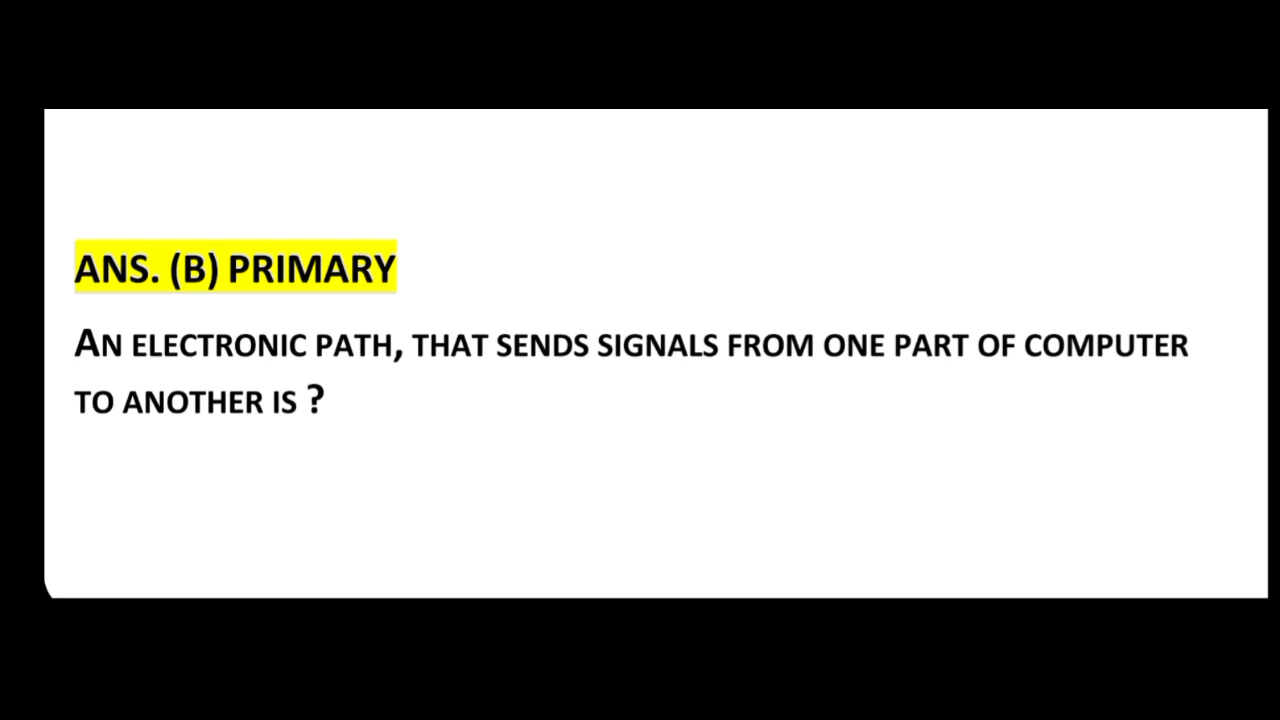 ANS. (B) PRIMARY
AN ELECTRONIC PATH, THAT SENDS SIGNALS FROM ONE PART OF COMPUTER
TO ANOTHER IS ?